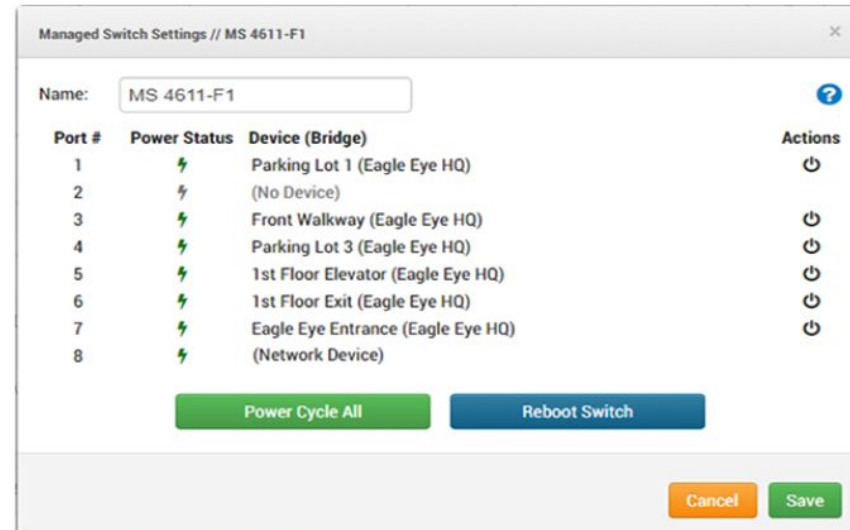 Managed Switch Settings // MS 4611-F1 ×
Name: MS 4611-F1 ?
Port # Power Status Device (Bridge) Actions
1 Parking Lot 1 (Eagle Eye HQ)
2 (No Device)
3 Front Walkway (Eagle Eye HQ)
4 Parking Lot 3 (Eagle Eye HQ)
5 1st Floor Elevator (Eagle Eye HQ)
6 1st Floor Exit (Eagle Eye HQ)
7 Eagle Eye Entrance (Eagle Eye HQ)
8 (Network Device)
Power Cycle All Reboot Switch
Cancel Save